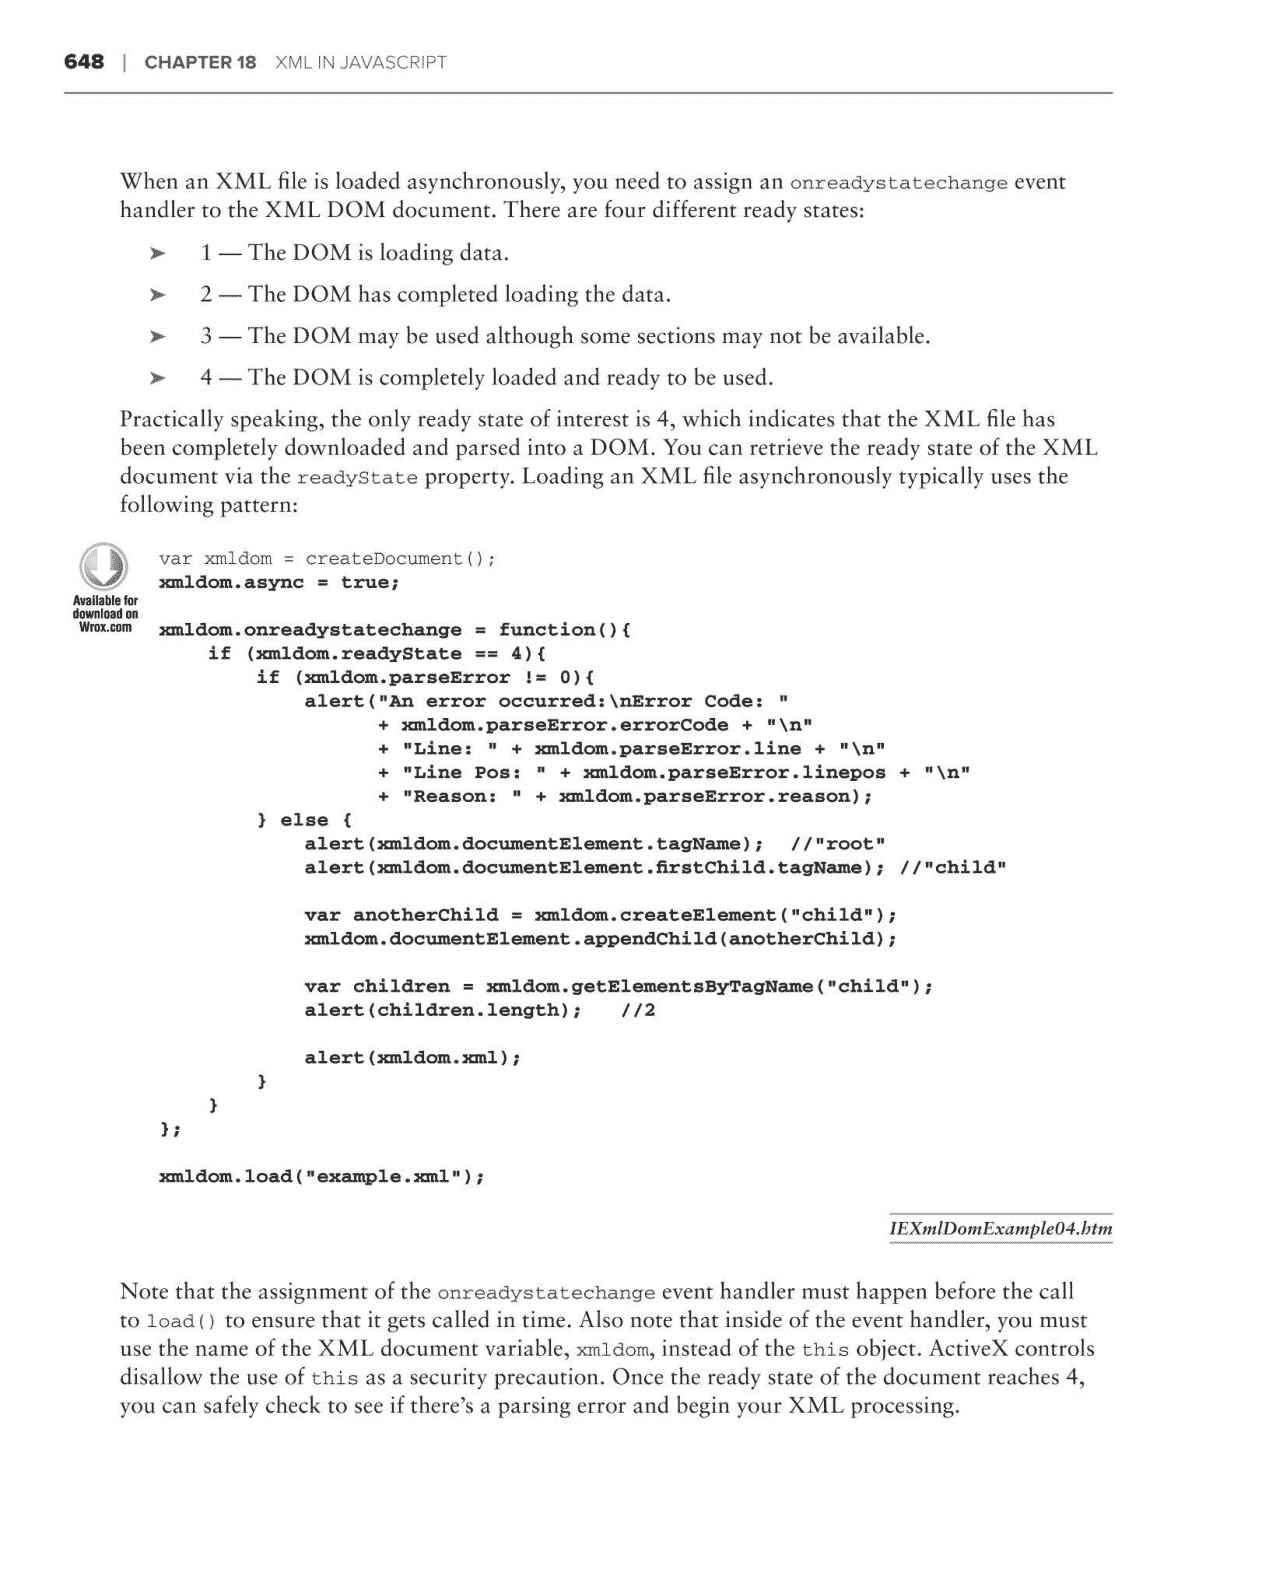 648 | CHAPTER 18 XML IN JAVASCRIPT
When an XML file is loaded asynchronously, you need to assign an onreadystatechange event
handler to the XML DOM document. There are four different ready states:
➤ 1 — The DOM is loading data.
➤ 2 — The DOM has completed loading the data.
➤ 3 — The DOM may be used although some sections may not be available.
➤ 4 — The DOM is completely loaded and ready to be used.
Practically speaking, the only ready state of interest is 4, which indicates that the XML file has
been completely downloaded and parsed into a DOM. You can retrieve the ready state of the XML
document via the readyState property. Loading an XML file asynchronously typically uses the
following pattern:
var xmldom = createDocument();
xmldom.async = true;
Available for
download on
Wrox.com
xmldom.onreadystatechange = function(){
    if (xmldom.readyState == 4){
        if (xmldom.parseError != 0){
            alert("An error occurred:\nError Code: "
                  + xmldom.parseError.errorCode + "\n"
                  + "Line: " + xmldom.parseError.line + "\n"
                  + "Line Pos: " + xmldom.parseError.linepos + "\n"
                  + "Reason: " + xmldom.parseError.reason);
        } else {
            alert(xmldom.documentElement.tagName);  //"root"
            alert(xmldom.documentElement.firstChild.tagName); //"child"
            var anotherChild = xmldom.createElement("child");
            xmldom.documentElement.appendChild(anotherChild);
            var children = xmldom.getElementsByTagName("child");
            alert(children.length);   //2
            alert(xmldom.xml);
        }
    }
};
xmldom.load("example.xml");
IEXmlDomExample04.htm
Note that the assignment of the onreadystatechange event handler must happen before the call
to load() to ensure that it gets called in time. Also note that inside of the event handler, you must
use the name of the XML document variable, xmldom, instead of the this object. ActiveX controls
disallow the use of this as a security precaution. Once the ready state of the document reaches 4,
you can safely check to see if there's a parsing error and begin your XML processing.